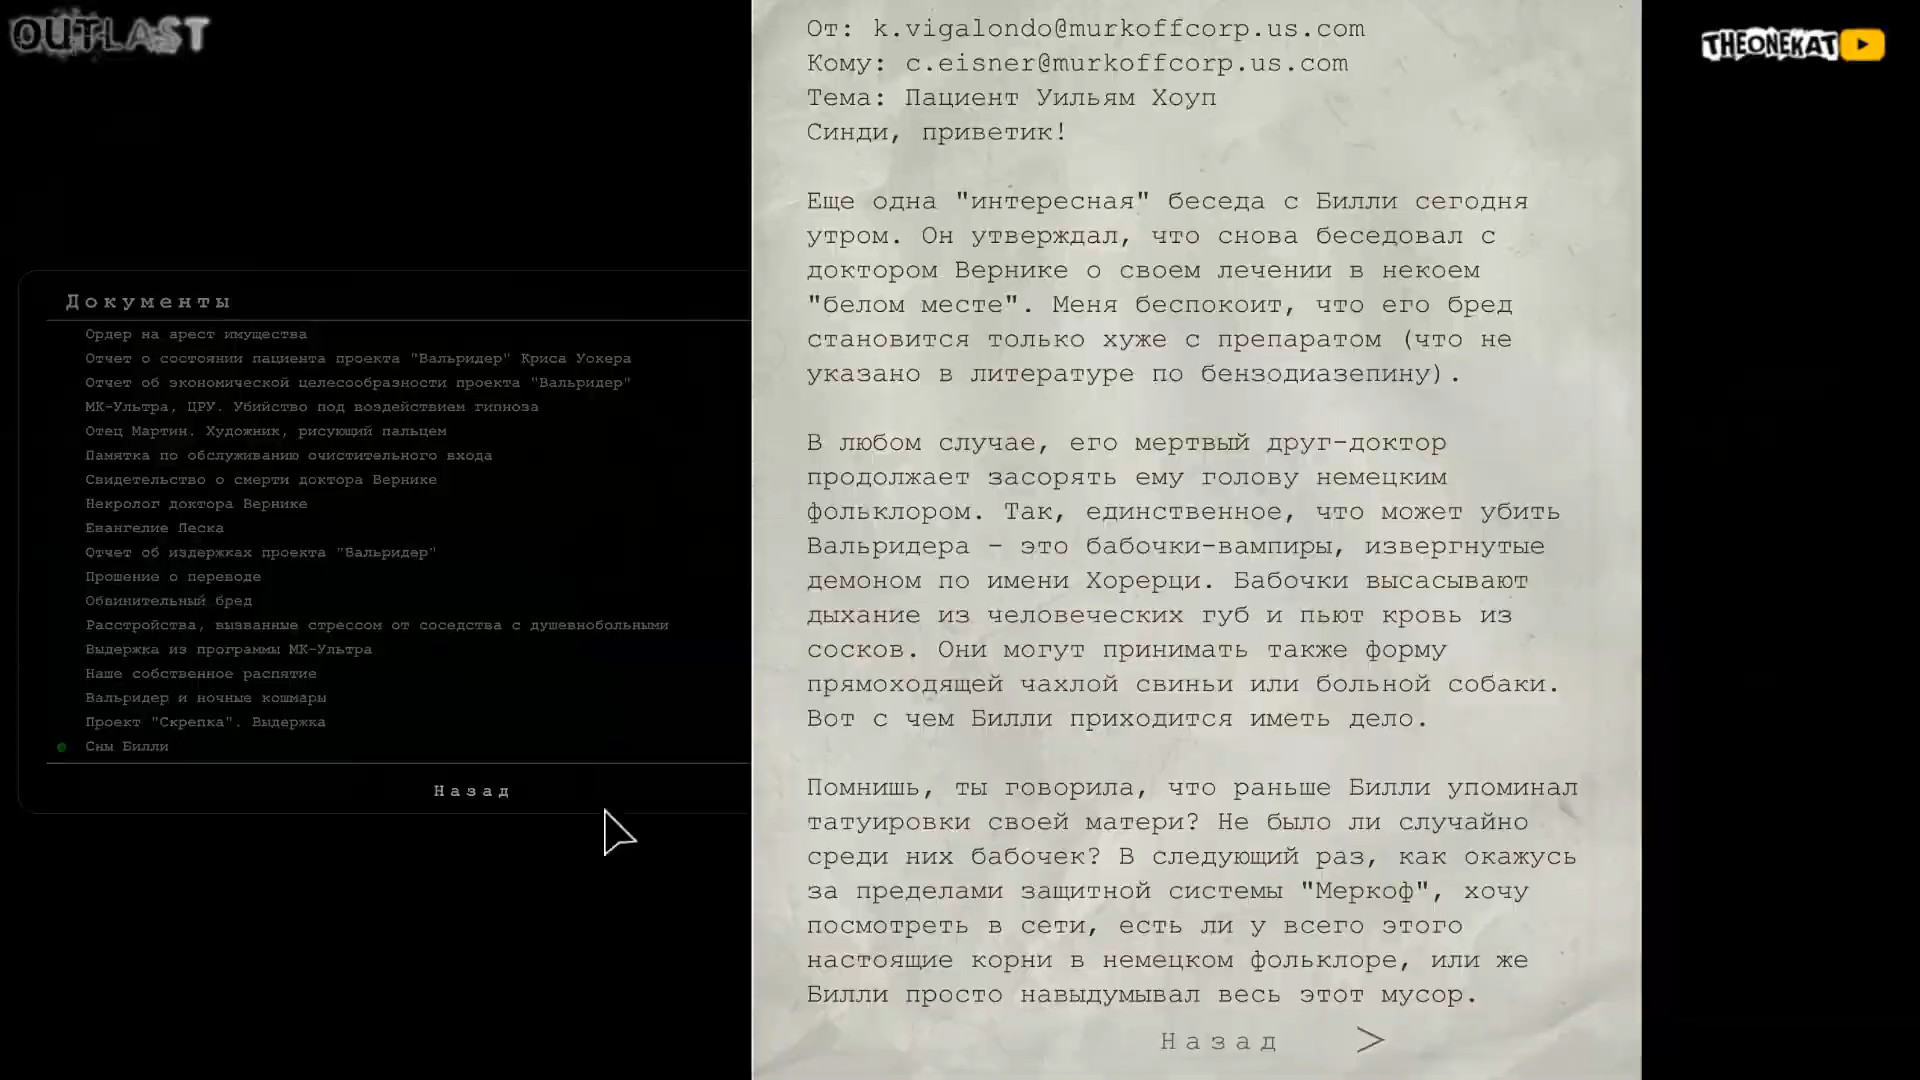 OUTLAST
THEONEKAT
Документы
Ордер на арест имущества
Отчет о состоянии пациента проекта "Вальридер" Криса Уокера
Отчет об экономической целесообразности проекта "Вальридер"
МК-Ультра, ЦРУ. Убийство под воздействием гипноза
Отец Мартин. Художник, рисующий пальцем
Памятка по обслуживанию очистительного входа
Свидетельство о смерти доктора Вернике
Некролог доктора Вернике
Евангелие Песка
Отчет об издержках проекта "Вальридер"
Прошение о переводе
Обвинительный бред
Расстройства, вызванные стрессом от соседства с душевнобольными
Выдержка из программы МК-Ультра
Наше собственное распятие
Вальридер и ночные кошмары
Проект "Скрепка". Выдержка
Сны Билли
Назад
От: k.vigalondo@murkoffcorp.us.com
Кому: c.eisner@murkoffcorp.us.com
Тема: Пациент Уильям Хоуп
Синди, приветик!
Еще одна "интересная" беседа с Билли сегодня
утром. Он утверждал, что снова беседовал с
доктором Вернике о своем лечении в некоем
"белом месте". Меня беспокоит, что его бред
становится только хуже с препаратом (что не
указано в литературе по бензодиазепину).
В любом случае, его мертвый друг-доктор
продолжает засорять ему голову немецким
фольклором. Так, единственное, что может убить
Вальридера - это бабочки-вампиры, извергнутые
демоном по имени Хорерци. Бабочки высасывают
дыхание из человеческих губ и пьют кровь из
сосков. Они могут принимать также форму
прямоходящей чахлой свиньи или больной собаки.
Вот с чем Билли приходится иметь дело.
Помнишь, ты говорила, что раньше Билли упоминал
татуировки своей матери? Не было ли случайно
среди них бабочек? В следующий раз, как окажусь
за пределами защитной системы "Меркоф", хочу
посмотреть в сети, есть ли у всего этого
настоящие корни в немецком фольклоре, или же
Билли просто навыдумывал весь этот мусор.
Назад >